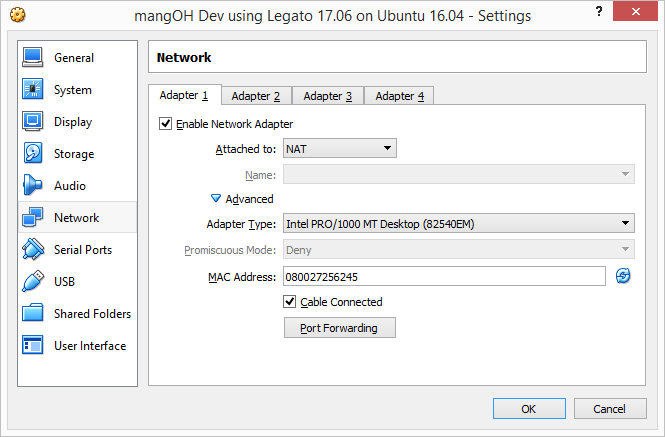 mangOH Dev using Legato 17.06 on Ubuntu 16.04 - Settings
?
General
System
Display
Storage
Audio
Network
Serial Ports
USB
Shared Folders
User Interface
Network
Adapter 1 Adapter 2 Adapter 3 Adapter 4
Enable Network Adapter
Attached to: NAT
Name:
Advanced
Adapter Type: Intel PRO/1000 MT Desktop (82540EM)
Promiscuous Mode: Deny
MAC Address: 080027256245
Cable Connected
Port Forwarding
OK Cancel